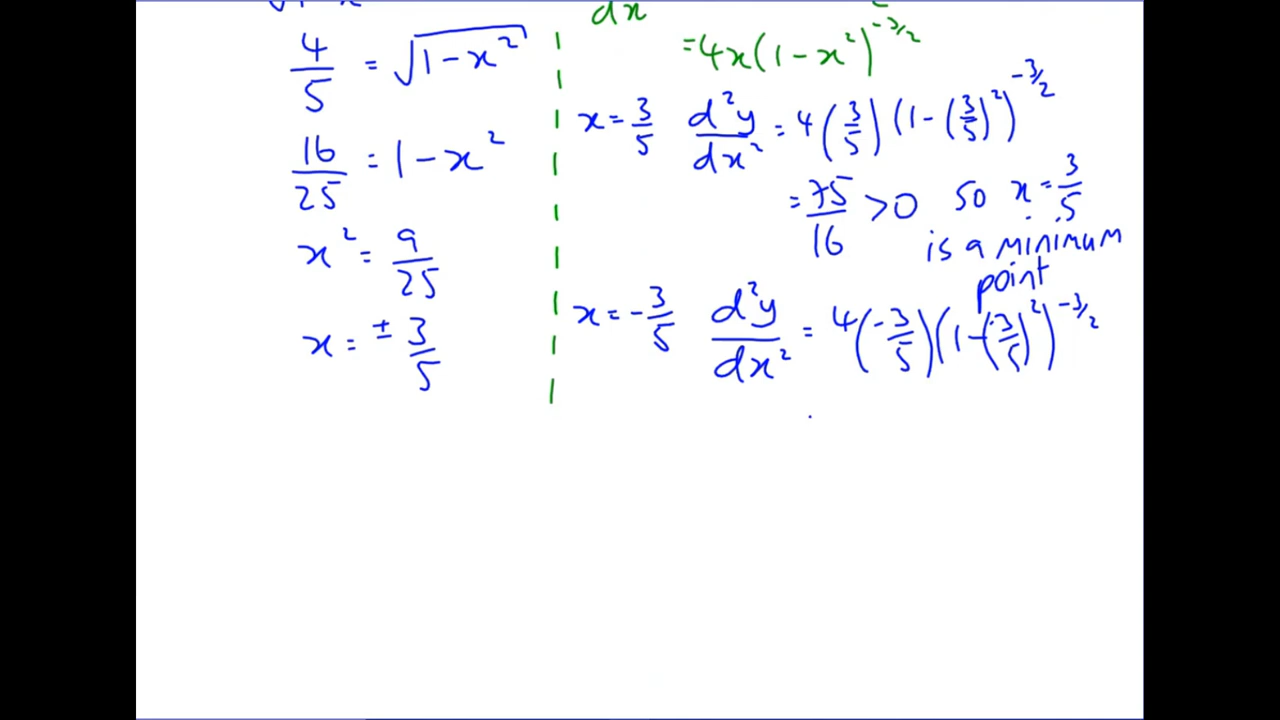 4/5 = √(1-x²)
16/25 = 1-x²
x² = 9/25
x = ± 3/5
dx
=4x(1-x²)^(-3/2)
x=3/5 d²y/dx² = 4(3/5)(1-(3/5)²)^(-3/2)
= 75/16 >0 so x=3/5
is a minimum
point
x=-3/5 d²y/dx² = 4(-3/5)(1-(-3/5)²)^(-3/2)